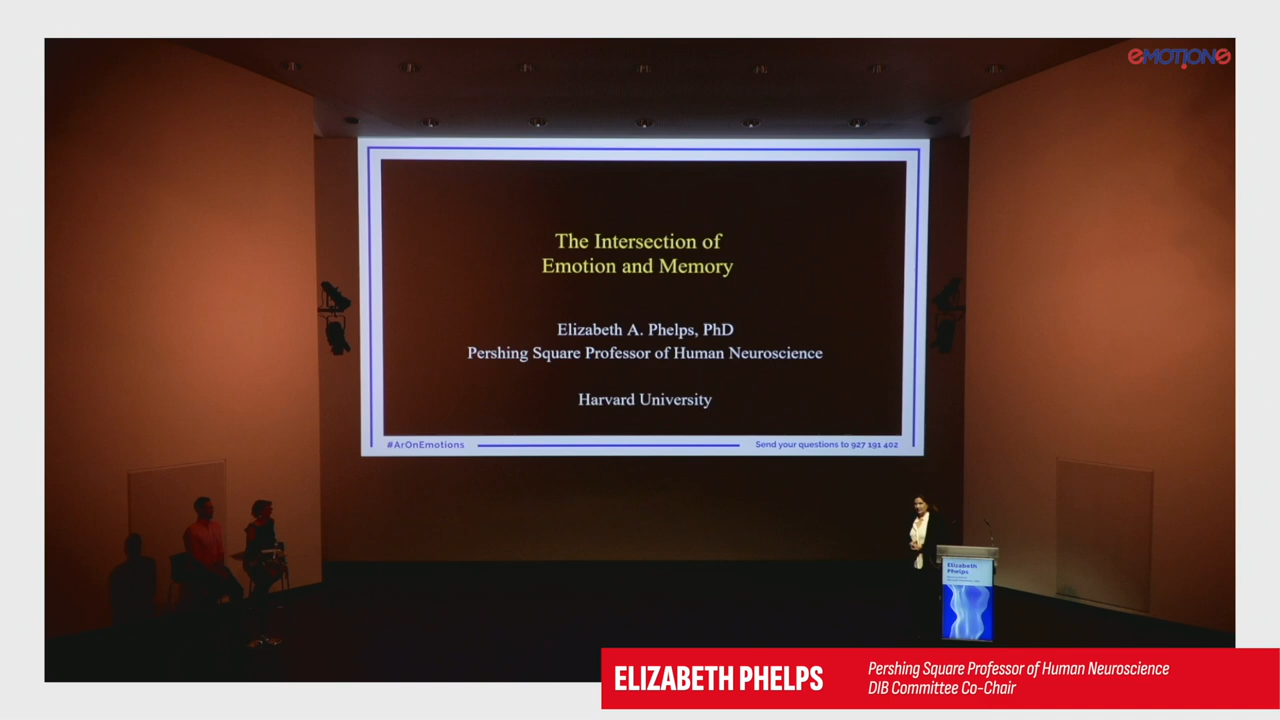 eMOTIONS
The Intersection of
Emotion and Memory
Elizabeth A. Phelps, PhD
Pershing Square Professor of Human Neuroscience
Harvard University
#ArOnEmotions
Send your questions to 927 191 402
Elizabeth
Phelps
ELIZABETH PHELPS
Pershing Square Professor of Human Neuroscience
DIB Committee Co-Chair